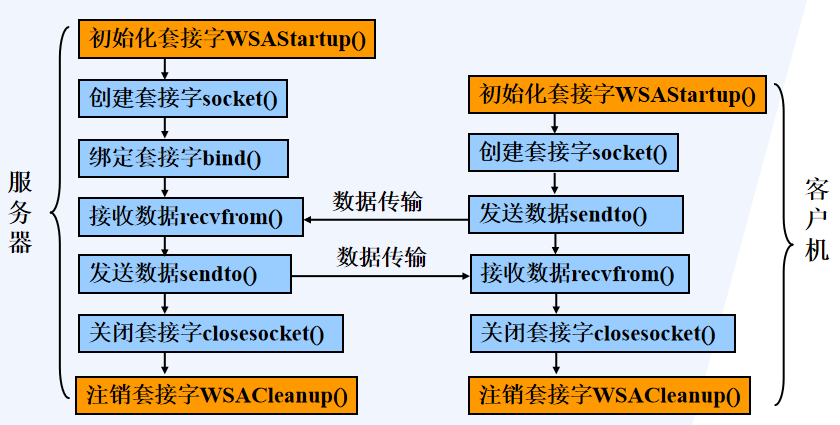 服务器
初始化套接字WSAStartup()
创建套接字socket()
绑定套接字bind()
接收数据recvfrom()
发送数据sendto()
关闭套接字closesocket()
注销套接字WSACleanup()
数据传输
数据传输
初始化套接字WSAStartup()
创建套接字socket()
发送数据sendto()
接收数据recvfrom()
关闭套接字closesocket()
注销套接字WSACleanup()
客户机